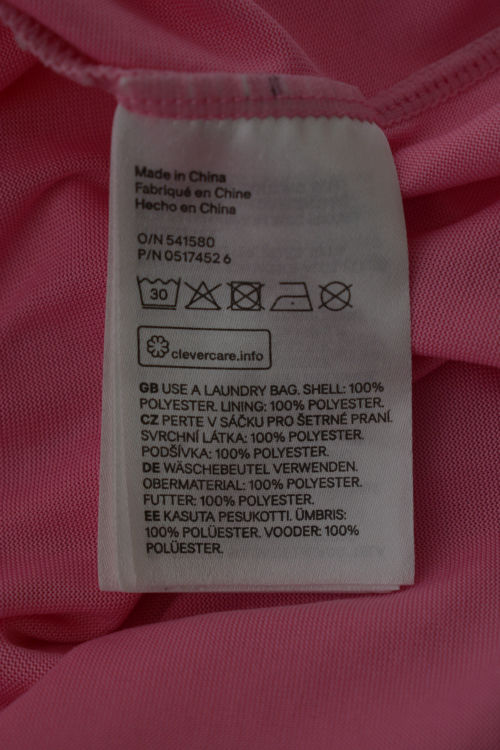 Made in China
Fabriqué en Chine
Hecho en China
O/N 541580
P/N 0517452 6
30
clevercare.info
GB USE A LAUNDRY BAG. SHELL: 100%
POLYESTER. LINING: 100% POLYESTER.
CZ PERTE V SÁČKU PRO ŠETRNÉ PRANÍ.
SVRCHNÍ LÁTKA: 100% POLYESTER.
PODŠÍVKA: 100% POLYESTER.
DE WÄSCHEBEUTEL VERWENDEN.
OBERMATERIAL: 100% POLYESTER.
FUTTER: 100% POLYESTER.
EE KASUTA PESUKOTTI. ÜMBRIS:
100% POLÜESTER. VOODER: 100%
POLÜESTER.